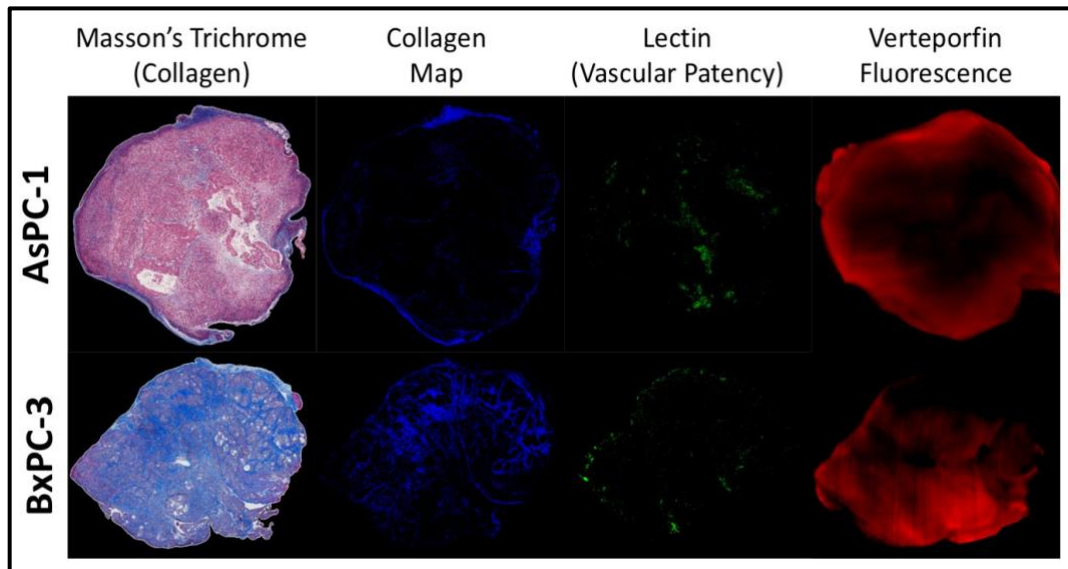 Masson's Trichrome
(Collagen)
Collagen
Map
Lectin
(Vascular Patency)
Verteporfin
Fluorescence
AsPC-1
BxPC-3